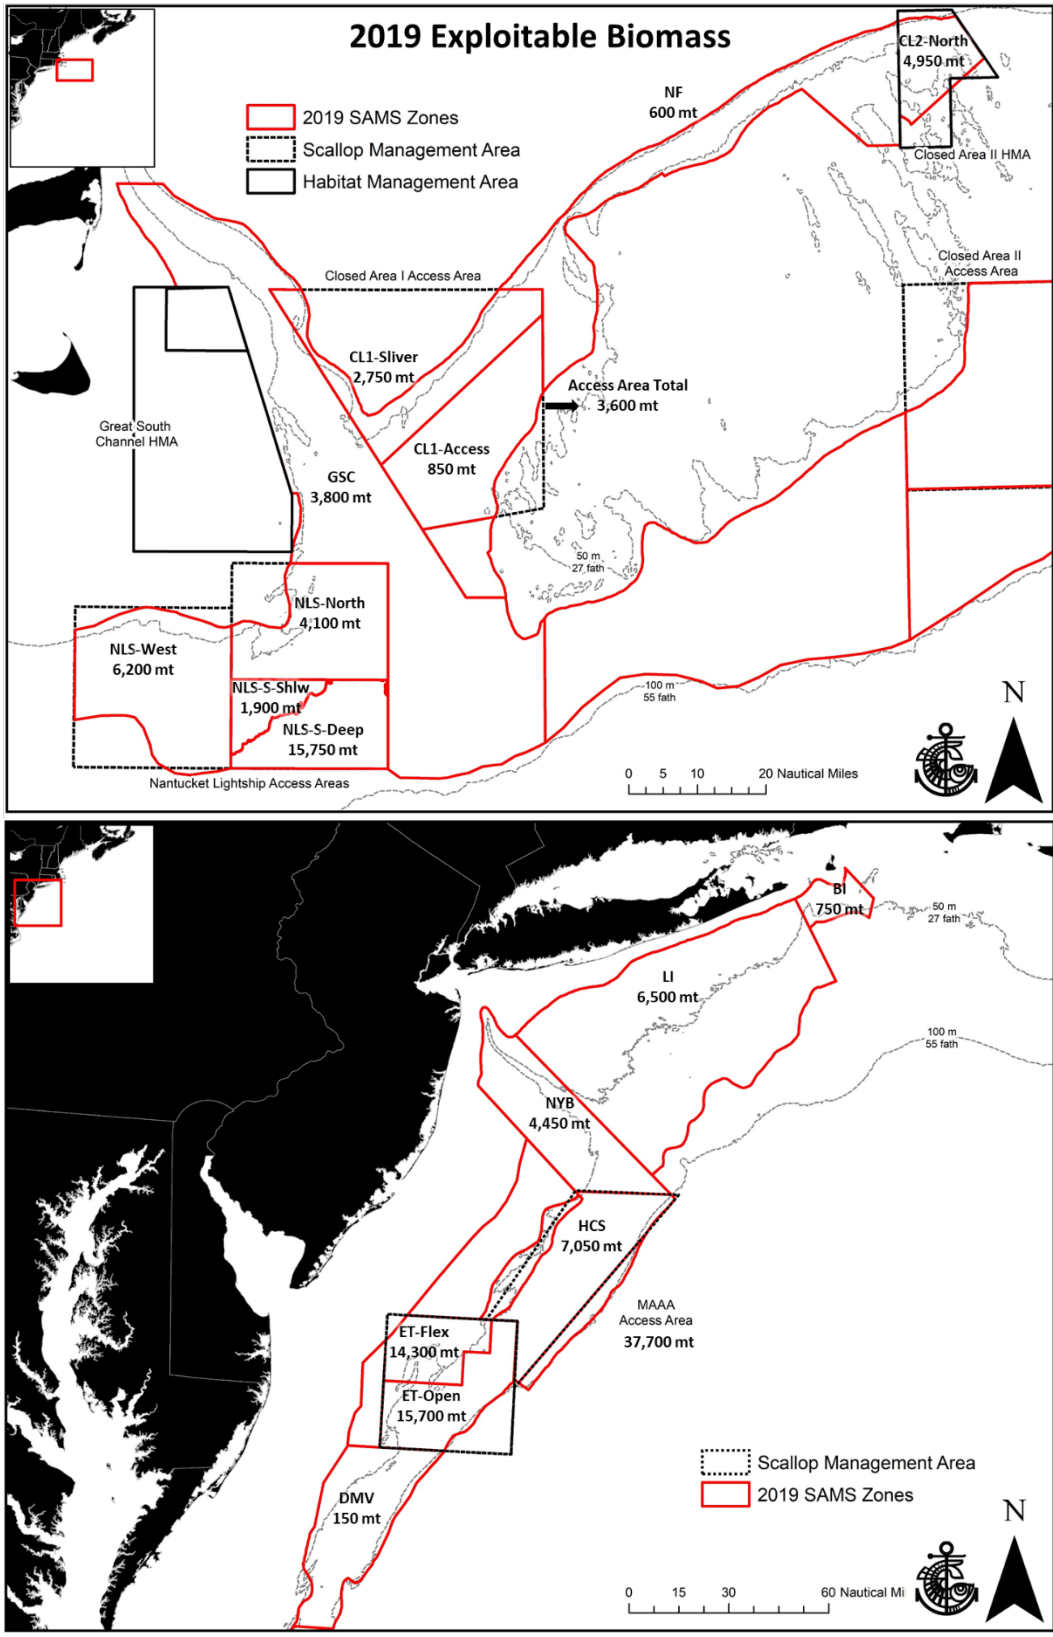 2019 Exploitable Biomass
2019 SAMS Zones
Scallop Management Area
Habitat Management Area
NF
600 mt
CL2-North
4,950 mt
Closed Area II HMA
Closed Area I Access Area
Closed Area II
Access Area
CL1-Sliver
2,750 mt
Access Area Total
3,600 mt
Great South
Channel HMA
CL1-Access
850 mt
GSC
3,800 mt
50 m
27 fath
NLS-North
4,100 mt
NLS-West
6,200 mt
NLS-S-Shlw
1,900 mt
NLS-S-Deep
15,750 mt
100 m
55 fath
Nantucket Lightship Access Areas
N
0 5 10 20 Nautical Miles
BI
750 mt
50 m
27 fath
LI
6,500 mt
100 m
55 fath
NYB
4,450 mt
HCS
7,050 mt
MAAA
Access Area
37,700 mt
ET-Flex
14,300 mt
ET-Open
15,700 mt
DMV
150 mt
Scallop Management Area
2019 SAMS Zones
N
0 15 30 60 Nautical Mi